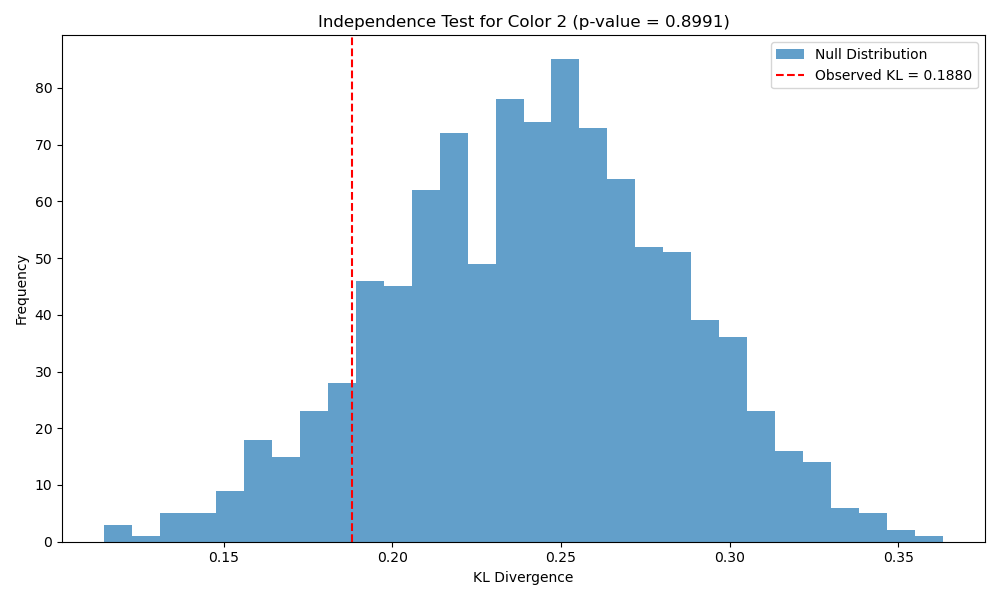 Independence Test for Color 2 (p-value = 0.8991)
Null Distribution
Observed KL = 0.1880
Frequency
80
70
60
50
40
30
20
10
0
0.15 0.20 0.25 0.30 0.35
KL Divergence